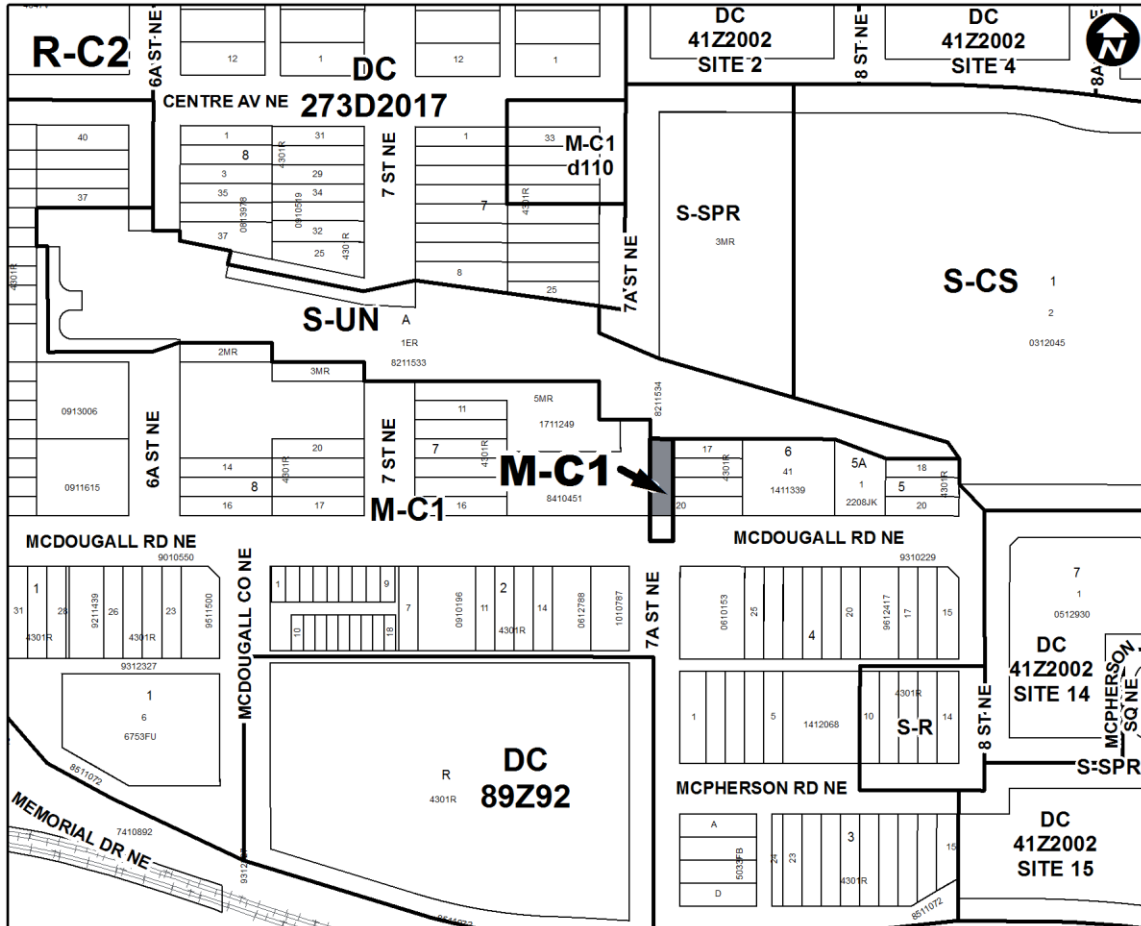 R-C2
6A ST NE
12
1
DC
273D2017
12
1
DC
41Z2002
SITE 2
8 ST NE
DC
41Z2002
SITE 4
8A
N
CENTRE AV NE
40
37
1
8
3
35
37
4301R
0813978
31
29
34
32
25
0910519
4301R
7 ST NE
1
7
8
33
M-C1
d110
4301R
25
7A ST NE
S-SPR
3MR
S-CS
1
2
0312045
4301R
S-UN
A
1ER
8211533
2MR
3MR
0913006
0911615
6A ST NE
14
16
8
20
17
4301R
7 ST NE
M-C1
11
7
16
4301R
5MR
1711249
8410451
M-C1
8211534
17
20
4301R
6
41
1411339
5A
1
2208JK
18
5
20
4301R
MCDOUGALL RD NE
9010550
MCDOUGALL RD NE
9310229
31
1
28
4301R
9211439
26
4301R
23
9511500
MCDOUGALL CO NE
1
9
10
18
7
0910196
11
2
4301R
14
0612788
1010787
7A ST NE
0610153
25
4
20
9612417
17
15
7
1
0512930
DC
41Z2002
SITE 14
MCPHERSON
SQ NE
9312327
1
6
6753FU
8511072
7410892
MEMORIAL DR NE
R
4301R
DC
89Z92
1
5
1412068
10
4301R
S-R
14
8 ST NE
S-SPR
MCPHERSON RD NE
A
D
5033FB
24
23
3
4301R
15
8511072
DC
41Z2002
SITE 15